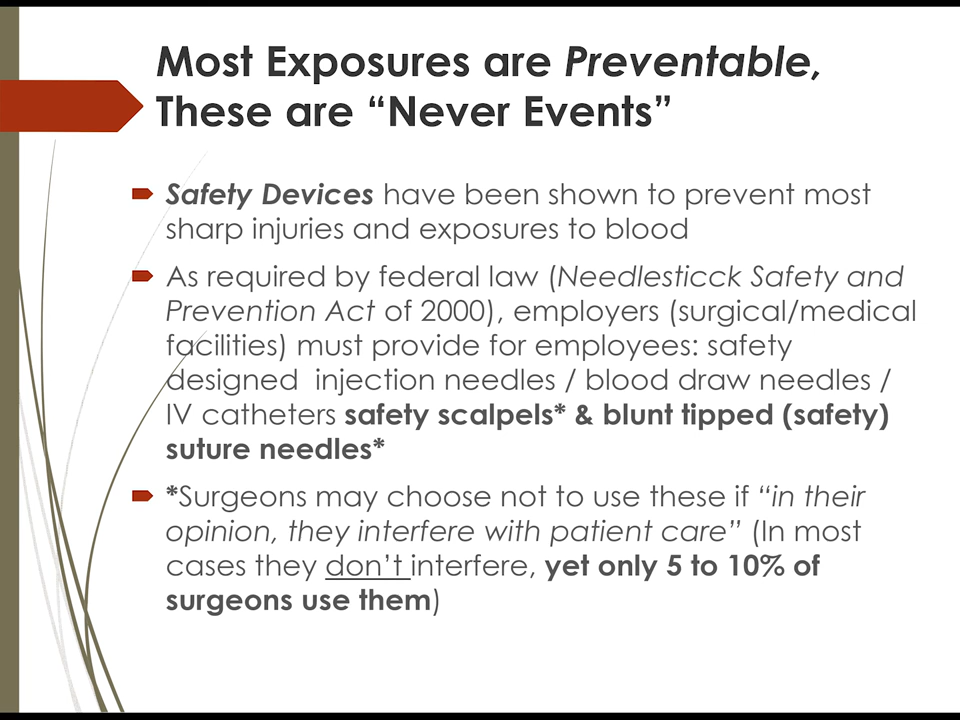 Most Exposures are Preventable,
These are “Never Events”
Safety Devices have been shown to prevent most
sharp injuries and exposures to blood
As required by federal law (Needlesticck Safety and
Prevention Act of 2000), employers (surgical/medical
facilities) must provide for employees: safety
designed  injection needles / blood draw needles /
IV catheters safety scalpels* & blunt tipped (safety)
suture needles*
*Surgeons may choose not to use these if “in their
opinion, they interfere with patient care” (In most
cases they don’t interfere, yet only 5 to 10% of
surgeons use them)